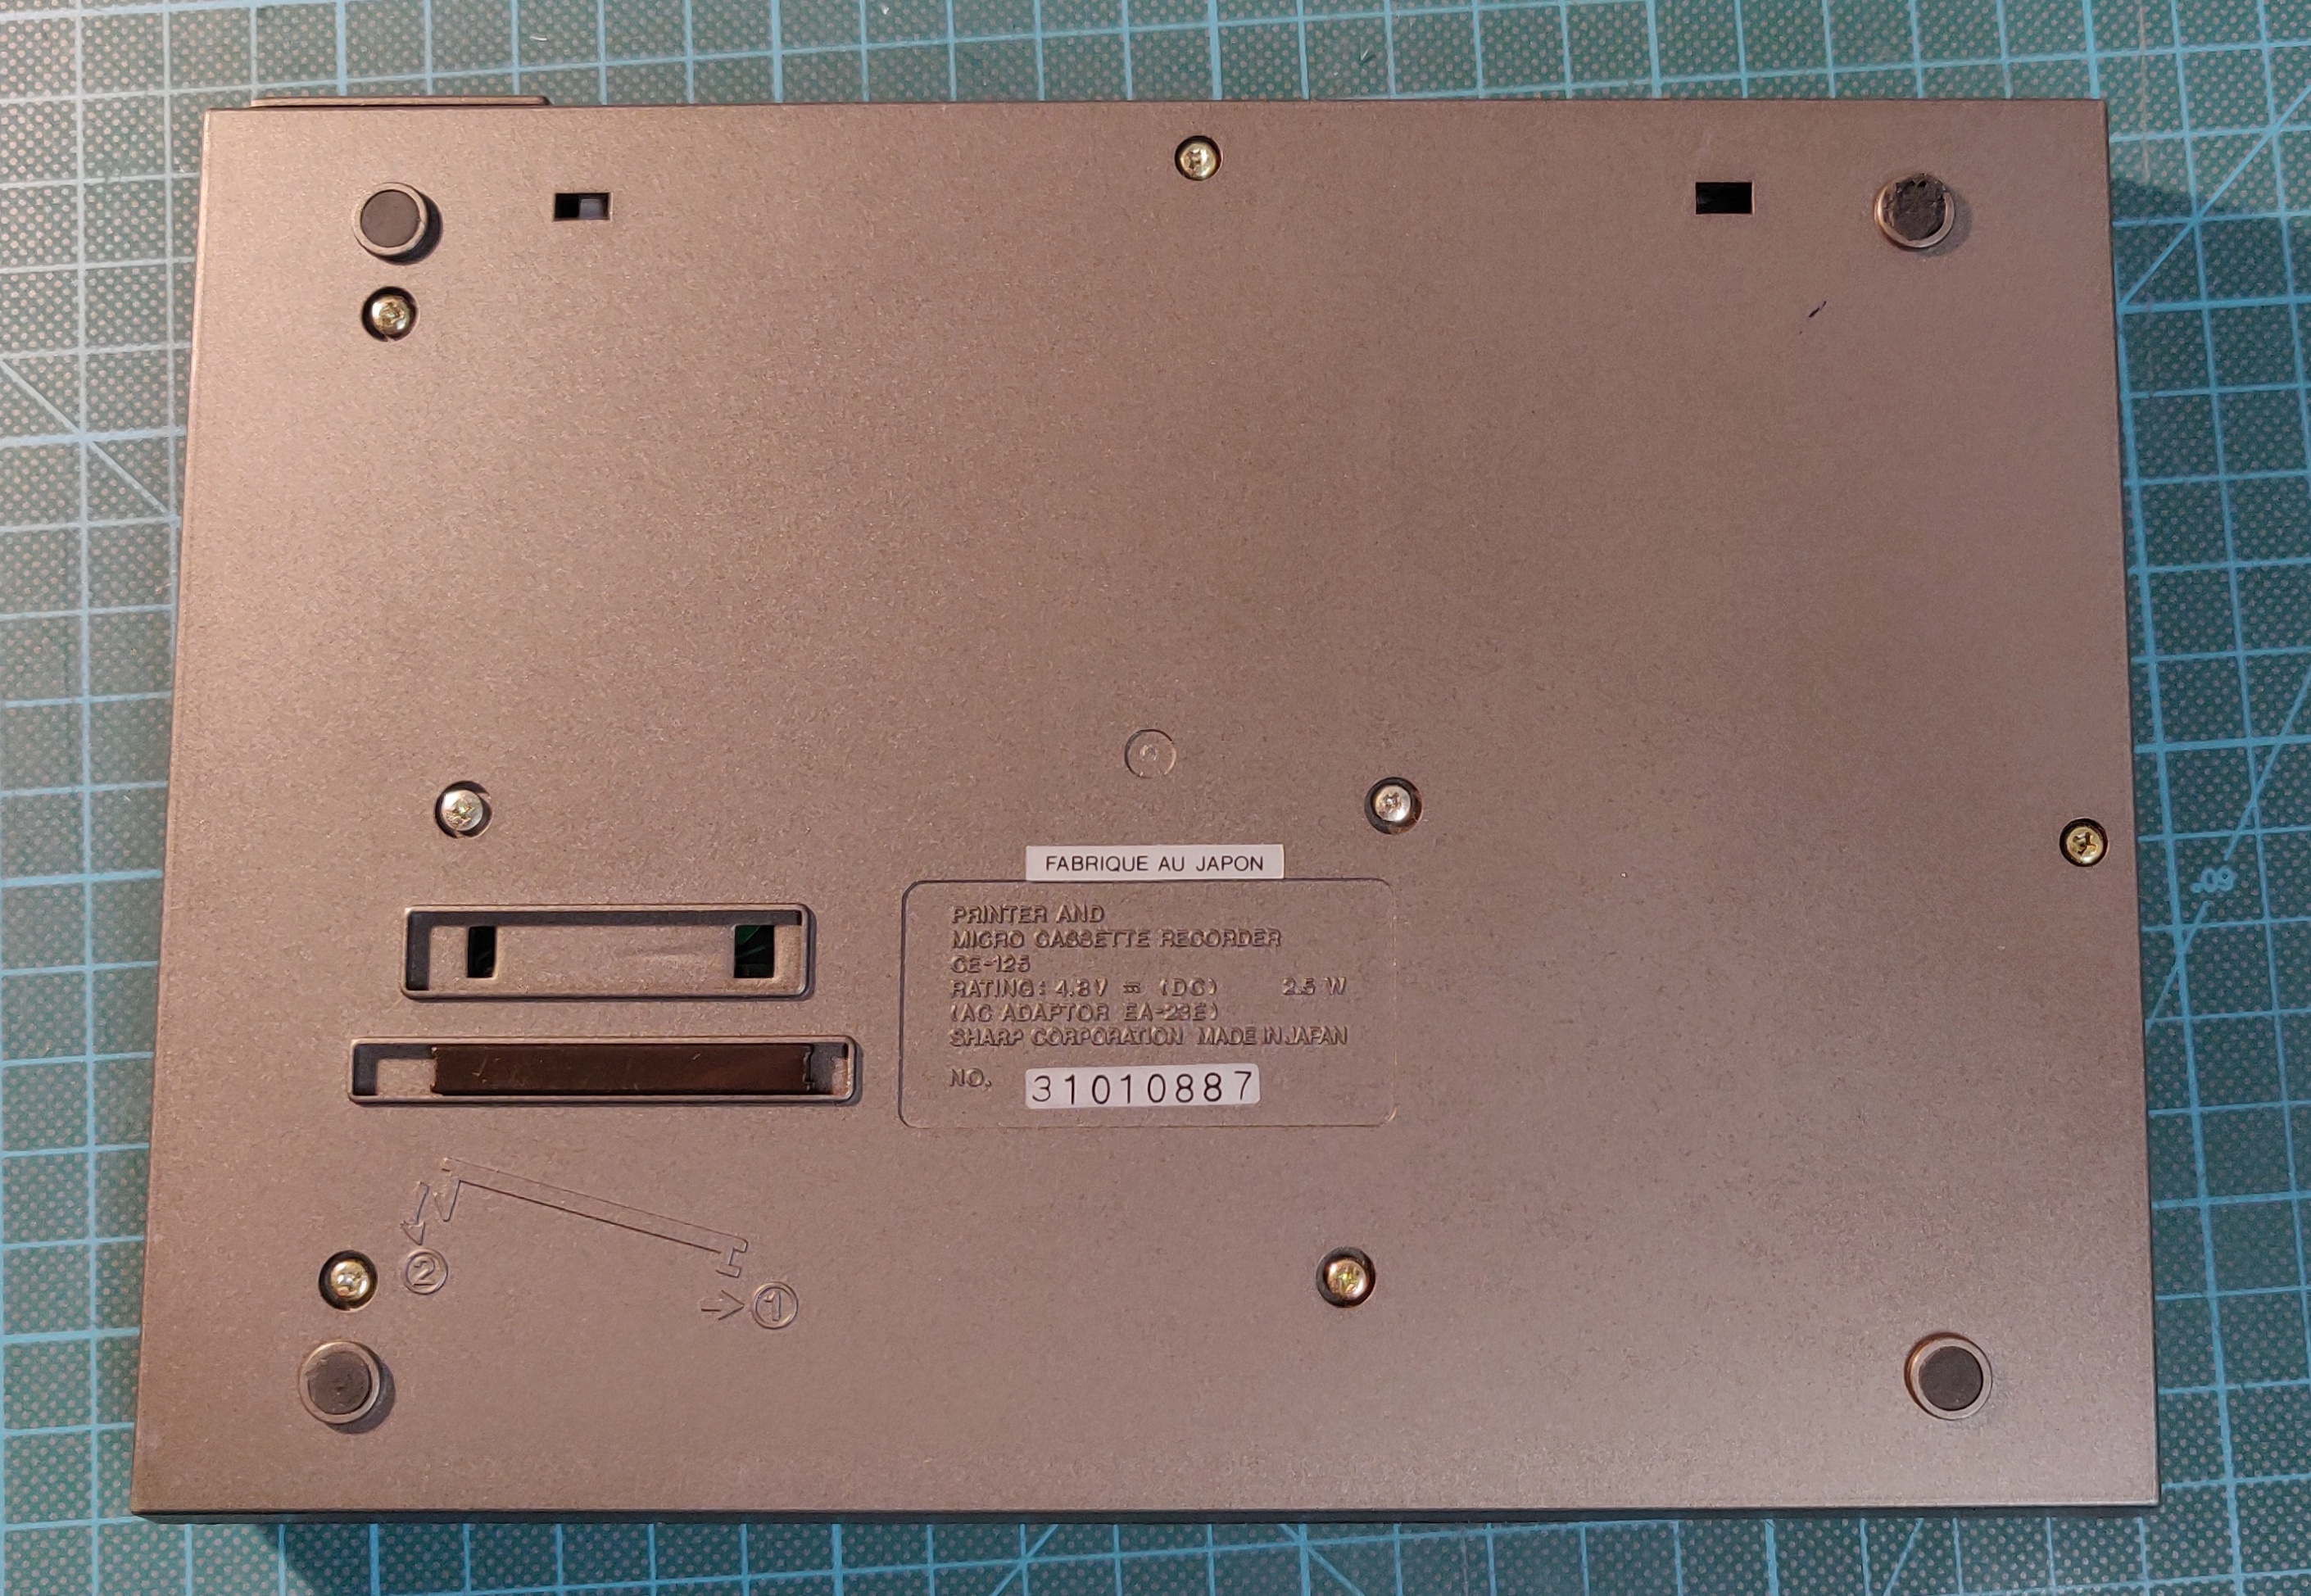 FABRIQUE AU JAPON
PRINTER AND
MICRO CASSETTE RECORDER
CE-125
RATING: 4.8V ⎓ (DC) 2.5 W
(AC ADAPTOR EA-23E)
SHARP CORPORATION MADE IN JAPAN
NO. 31010887
2
1
60